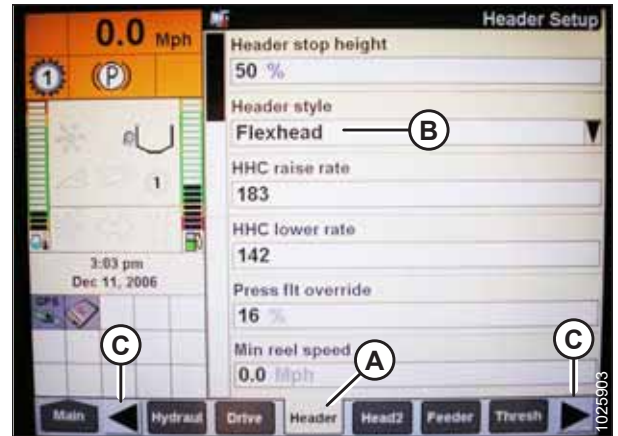 0.0 Mph
Header Setup
Header stop height
50 %
1
P
Header style
Flexhead
B
HHC raise rate
183
1
HHC lower rate
142
3:03 pm
Dec 11, 2006
Press flt override
16 %
GPS
Min reel speed
0.0 Mph
A
C
C
Main
Hydraul
Drive
Header
Head2
Feeder
Thresh
1025903